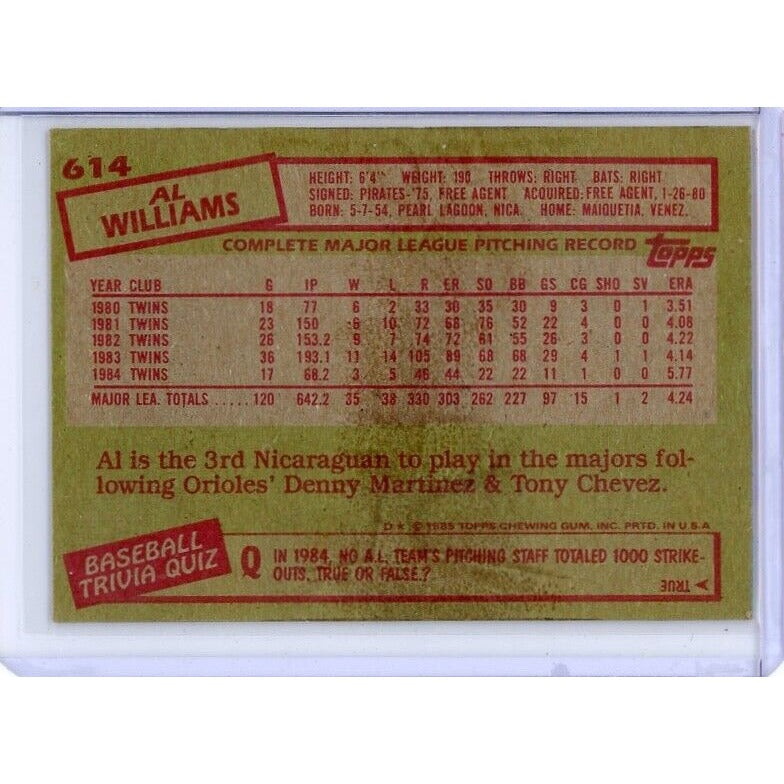 614
AL
WILLIAMS
HEIGHT: 6'4" WEIGHT: 190 THROWS: RIGHT BATS: RIGHT
SIGNED: PIRATES-'75, FREE AGENT ACQUIRED: FREE AGENT, 1-26-80
BORN: 5-7-54, PEARL LAGOON, NICA. HOME: MAIQUETIA, VENEZ.
COMPLETE MAJOR LEAGUE PITCHING RECORD topps
YEAR CLUB G IP W L R ER SO BB GS CG SHO SV ERA
1980 TWINS 18 77 6 2 33 30 35 30 9 3 0 1 3.51
1981 TWINS 23 150 6 10 72 68 76 52 22 4 0 0 4.08
1982 TWINS 26 153.2 9 7 74 72 61 55 26 3 0 0 4.22
1983 TWINS 36 193.1 11 14 105 89 68 68 29 4 1 1 4.14
1984 TWINS 17 68.2 3 5 46 44 22 22 11 1 0 0 5.77
MAJOR LEA. TOTALS ..... 120 642.2 35 38 330 303 262 227 97 15 1 2 4.24
Al is the 3rd Nicaraguan to play in the majors fol-
lowing Orioles' Denny Martinez & Tony Chevez.
D* © 1985 TOPPS CHEWING GUM, INC. PRTD. IN U.S.A
BASEBALL
TRIVIA QUIZ
Q IN 1984, NO A.L. TEAM'S PITCHING STAFF TOTALED 1000 STRIKE-
OUTS. TRUE OR FALSE?
A TRUE